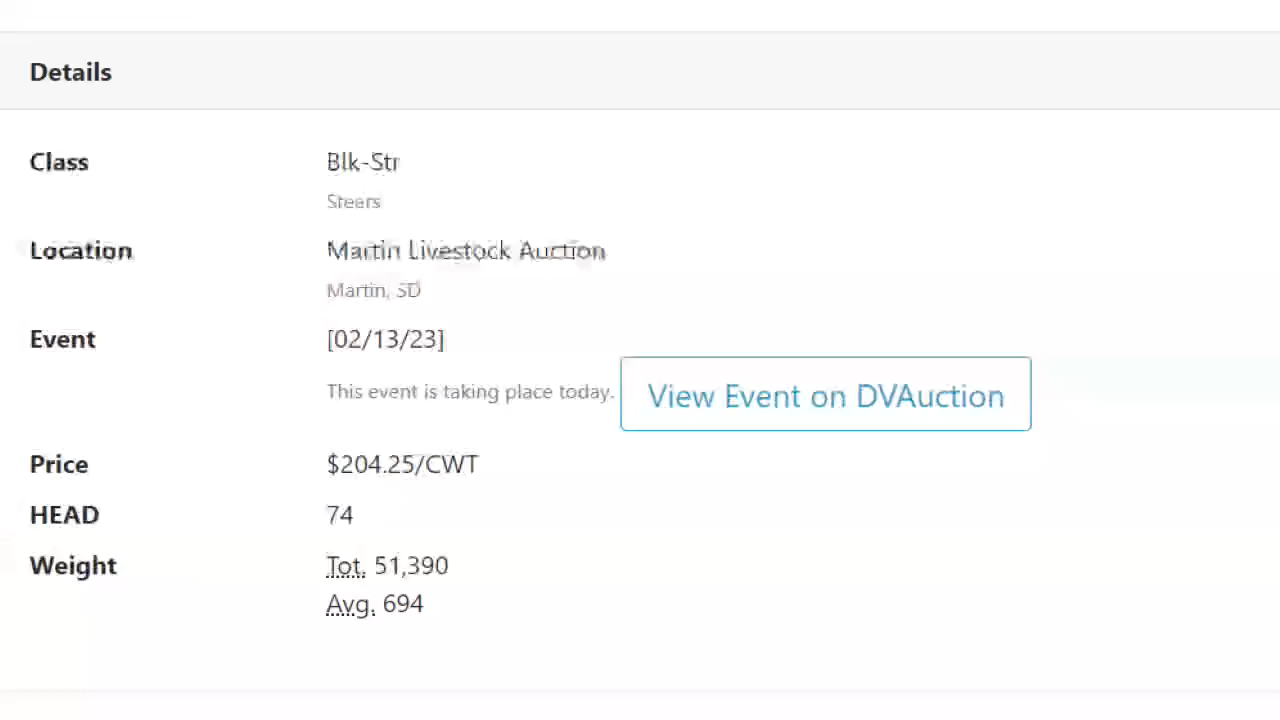 Details
Class Blk-Str
Steers
Location Martin Livestock Auction
Martin, SD
Event [02/13/23]
This event is taking place today. View Event on DVAuction
Price $204.25/CWT
HEAD 74
Weight Tot. 51,390
Avg. 694